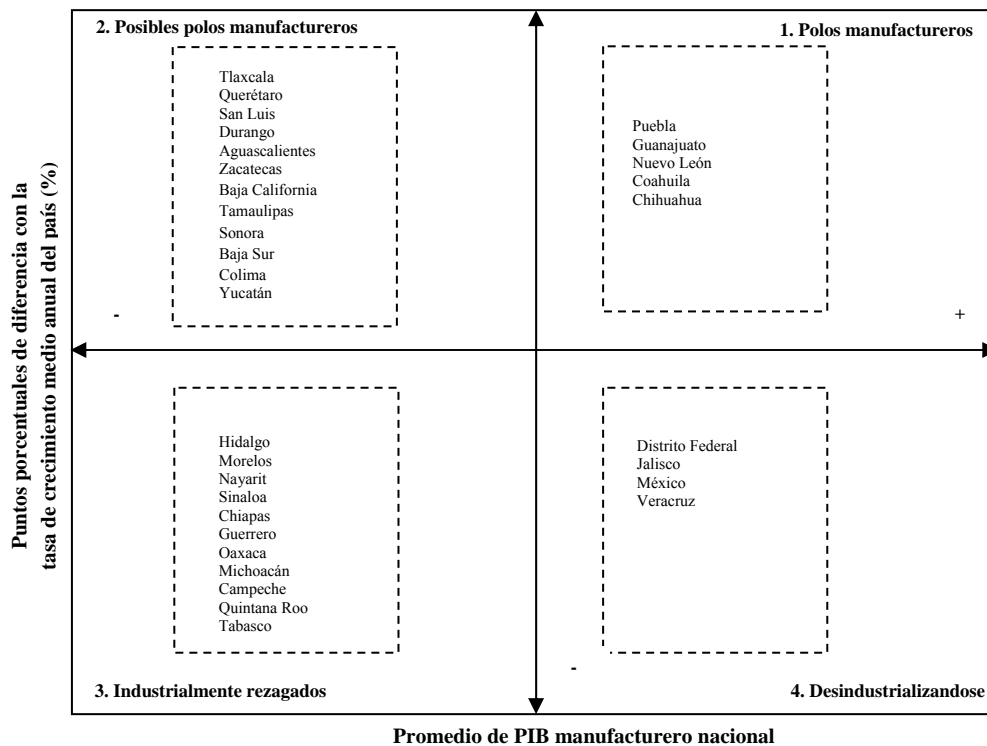 2. Posibles polos manufactureros
Tlaxcala
Querétaro
San Luis
Durango
Aguascalientes
Zacatecas
Baja California
Tamaulipas
Sonora
Baja Sur
Colima
Yucatán
-
1. Polos manufactureros
Puebla
Guanajuato
Nuevo León
Coahuila
Chihuahua
+
Puntos porcentuales de diferencia con la
tasa de crecimiento medio anual del país (%)
Hidalgo
Morelos
Nayarit
Sinaloa
Chiapas
Guerrero
Oaxaca
Michoacán
Campeche
Quintana Roo
Tabasco
3. Industrialmente rezagados
Distrito Federal
Jalisco
México
Veracruz
-
4. Desindustrializandose
Promedio de PIB manufacturero nacional